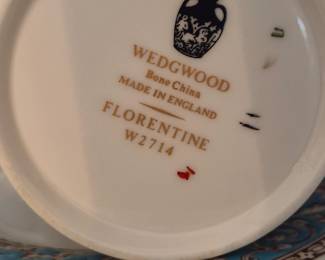 WEDGWOOD
Bone China
MADE IN ENGLAND
FLORENTINE
W2714